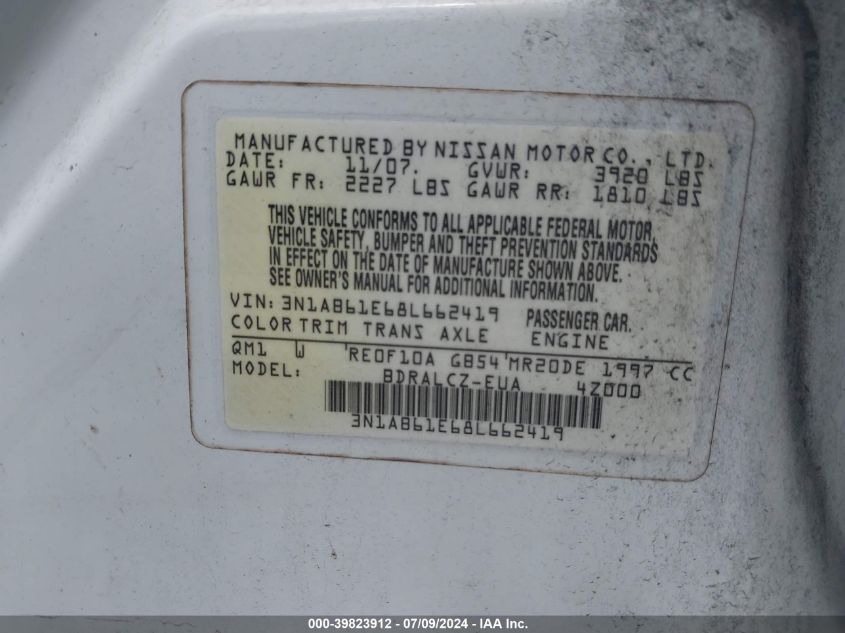 MANUFACTURED BY NISSAN MOTOR CO., LTD.
DATE: 11/07. GVWR: 3920 LBS
GAWR FR: 2227 LBS GAWR RR: 1810 LBS
THIS VEHICLE CONFORMS TO ALL APPLICABLE FEDERAL MOTOR
VEHICLE SAFETY, BUMPER AND THEFT PREVENTION STANDARDS
IN EFFECT ON THE DATE OF MANUFACTURE SHOWN ABOVE.
SEE OWNER'S MANUAL FOR ADDITIONAL INFORMATION.
VIN: 3N1AB61E68L662419 PASSENGER CAR.
COLOR TRIM TRANS AXLE ENGINE
QM1 W RE0F10A GB54 MR20DE 1997 CC
MODEL: BDRALCZ-EUA 4Z000
3N1AB61E68L662419
000-39823912 - 07/09/2024 - IAA Inc.